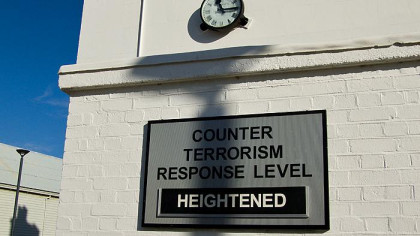 COUNTER
TERRORISM
RESPONSE LEVEL
HEIGHTENED